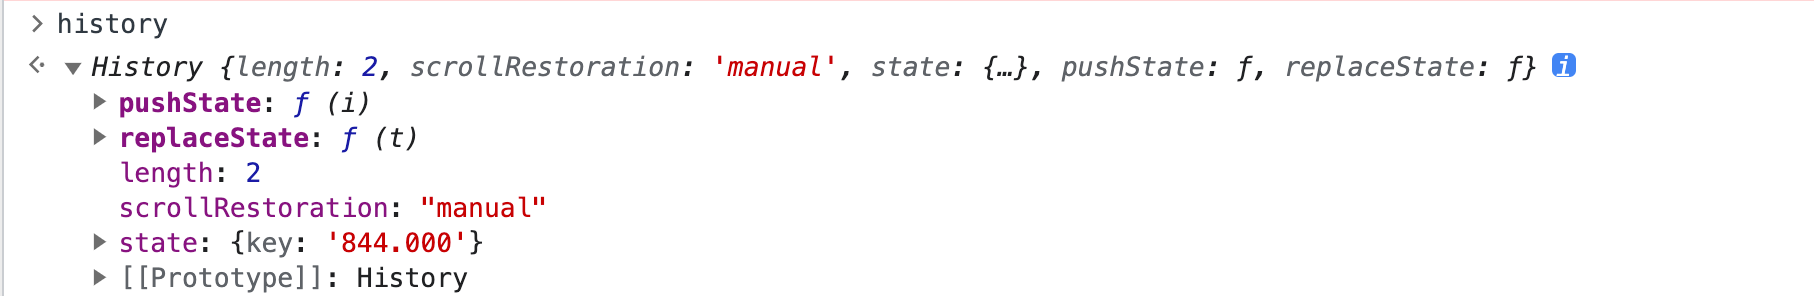 > history
History {length: 2, scrollRestoration: 'manual', state: {…}, pushState: ƒ, replaceState: ƒ} i
pushState: ƒ (i)
replaceState: ƒ (t)
length: 2
scrollRestoration: "manual"
state: {key: '844.000'}
[[Prototype]]: History